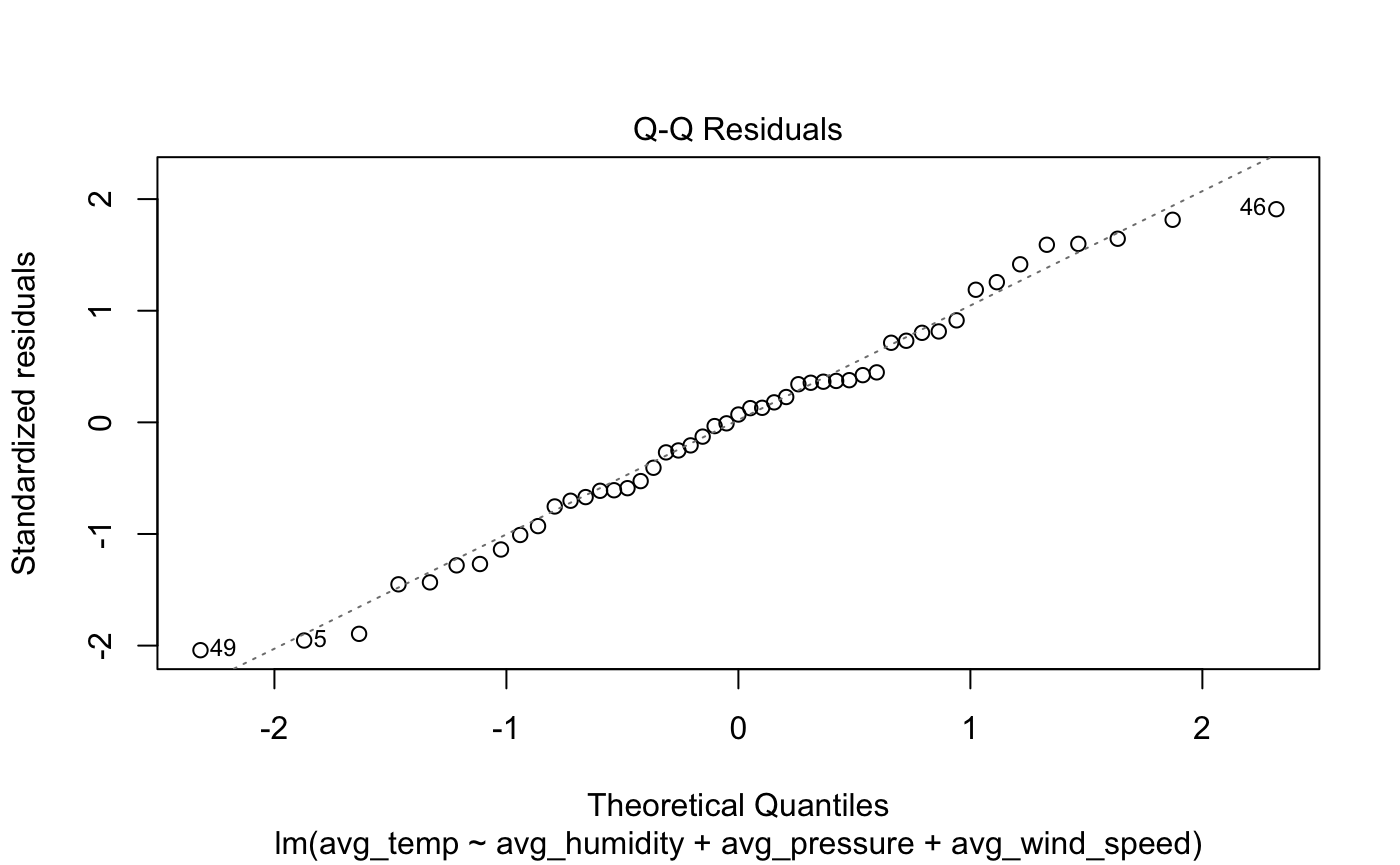 Q-Q Residuals
Standardized residuals
2
1
0
-1
-2
46
49
5
-2 -1 0 1 2
Theoretical Quantiles
lm(avg_temp ~ avg_humidity + avg_pressure + avg_wind_speed)